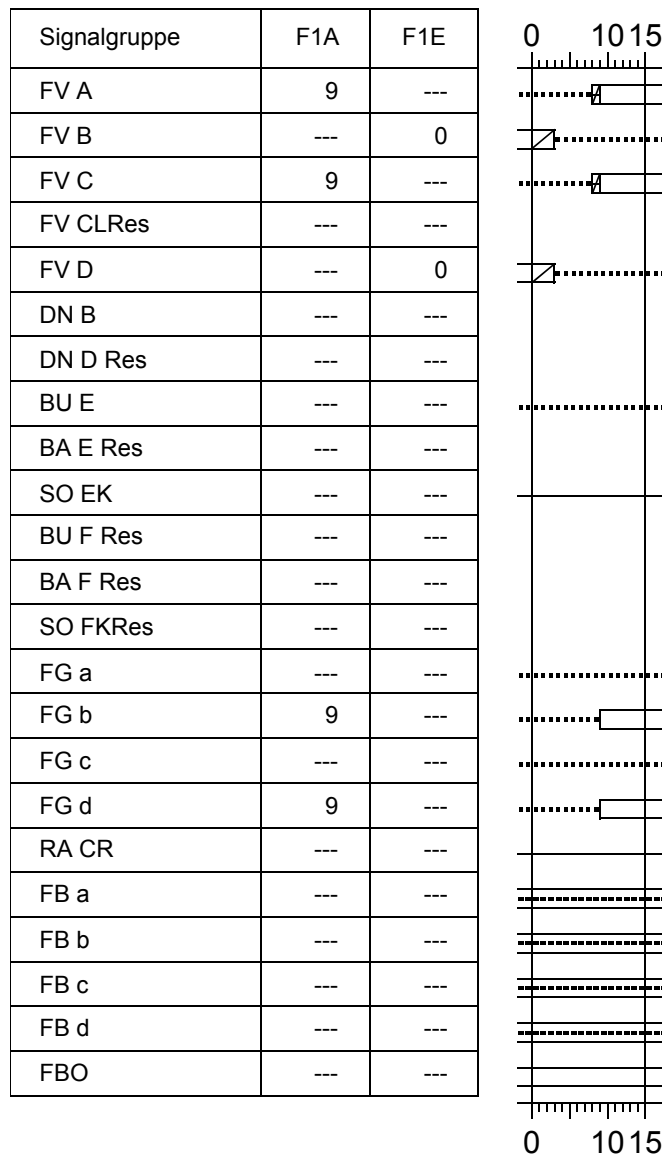 Signalgruppe F1A F1E 0 10 15
FV A 9 ---
FV B --- 0
FV C 9 ---
FV CLRes --- ---
FV D --- 0
DN B --- ---
DN D Res --- ---
BU E --- ---
BA E Res --- ---
SO EK --- ---
BU F Res --- ---
BA F Res --- ---
SO FKRes --- ---
FG a --- ---
FG b 9 ---
FG c --- ---
FG d 9 ---
RA CR --- ---
FB a --- ---
FB b --- ---
FB c --- ---
FB d --- ---
FBO --- ---
0 10 15